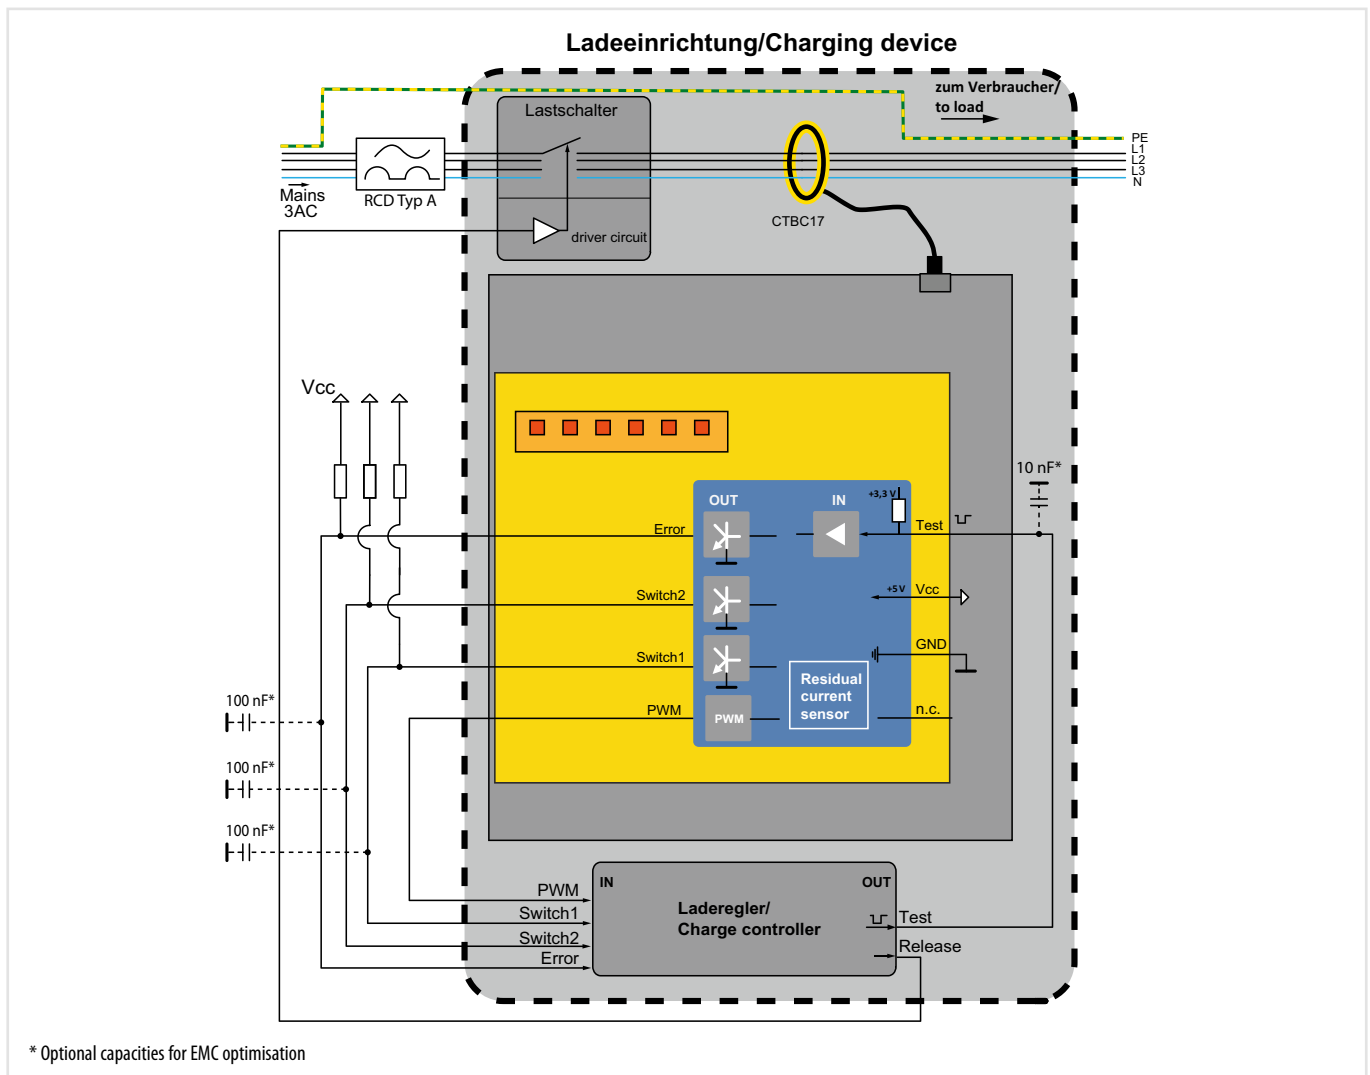 Ladeeinrichtung/Charging device
zum Verbraucher/
to load
Lastschalter
PE
L1
L2
L3
N
Mains
3AC
RCD Typ A
CTBC17
driver circuit
Vcc
10 nF*
OUT
IN
+3,3 V
Error
Test
Switch2
+5 V
Vcc
Switch1
GND
Residual
current
sensor
PWM
PWM
n.c.
100 nF*
100 nF*
100 nF*
IN
OUT
PWM
Switch1
Switch2
Error
Laderegler/
Charge controller
Test
Release
* Optional capacities for EMC optimisation